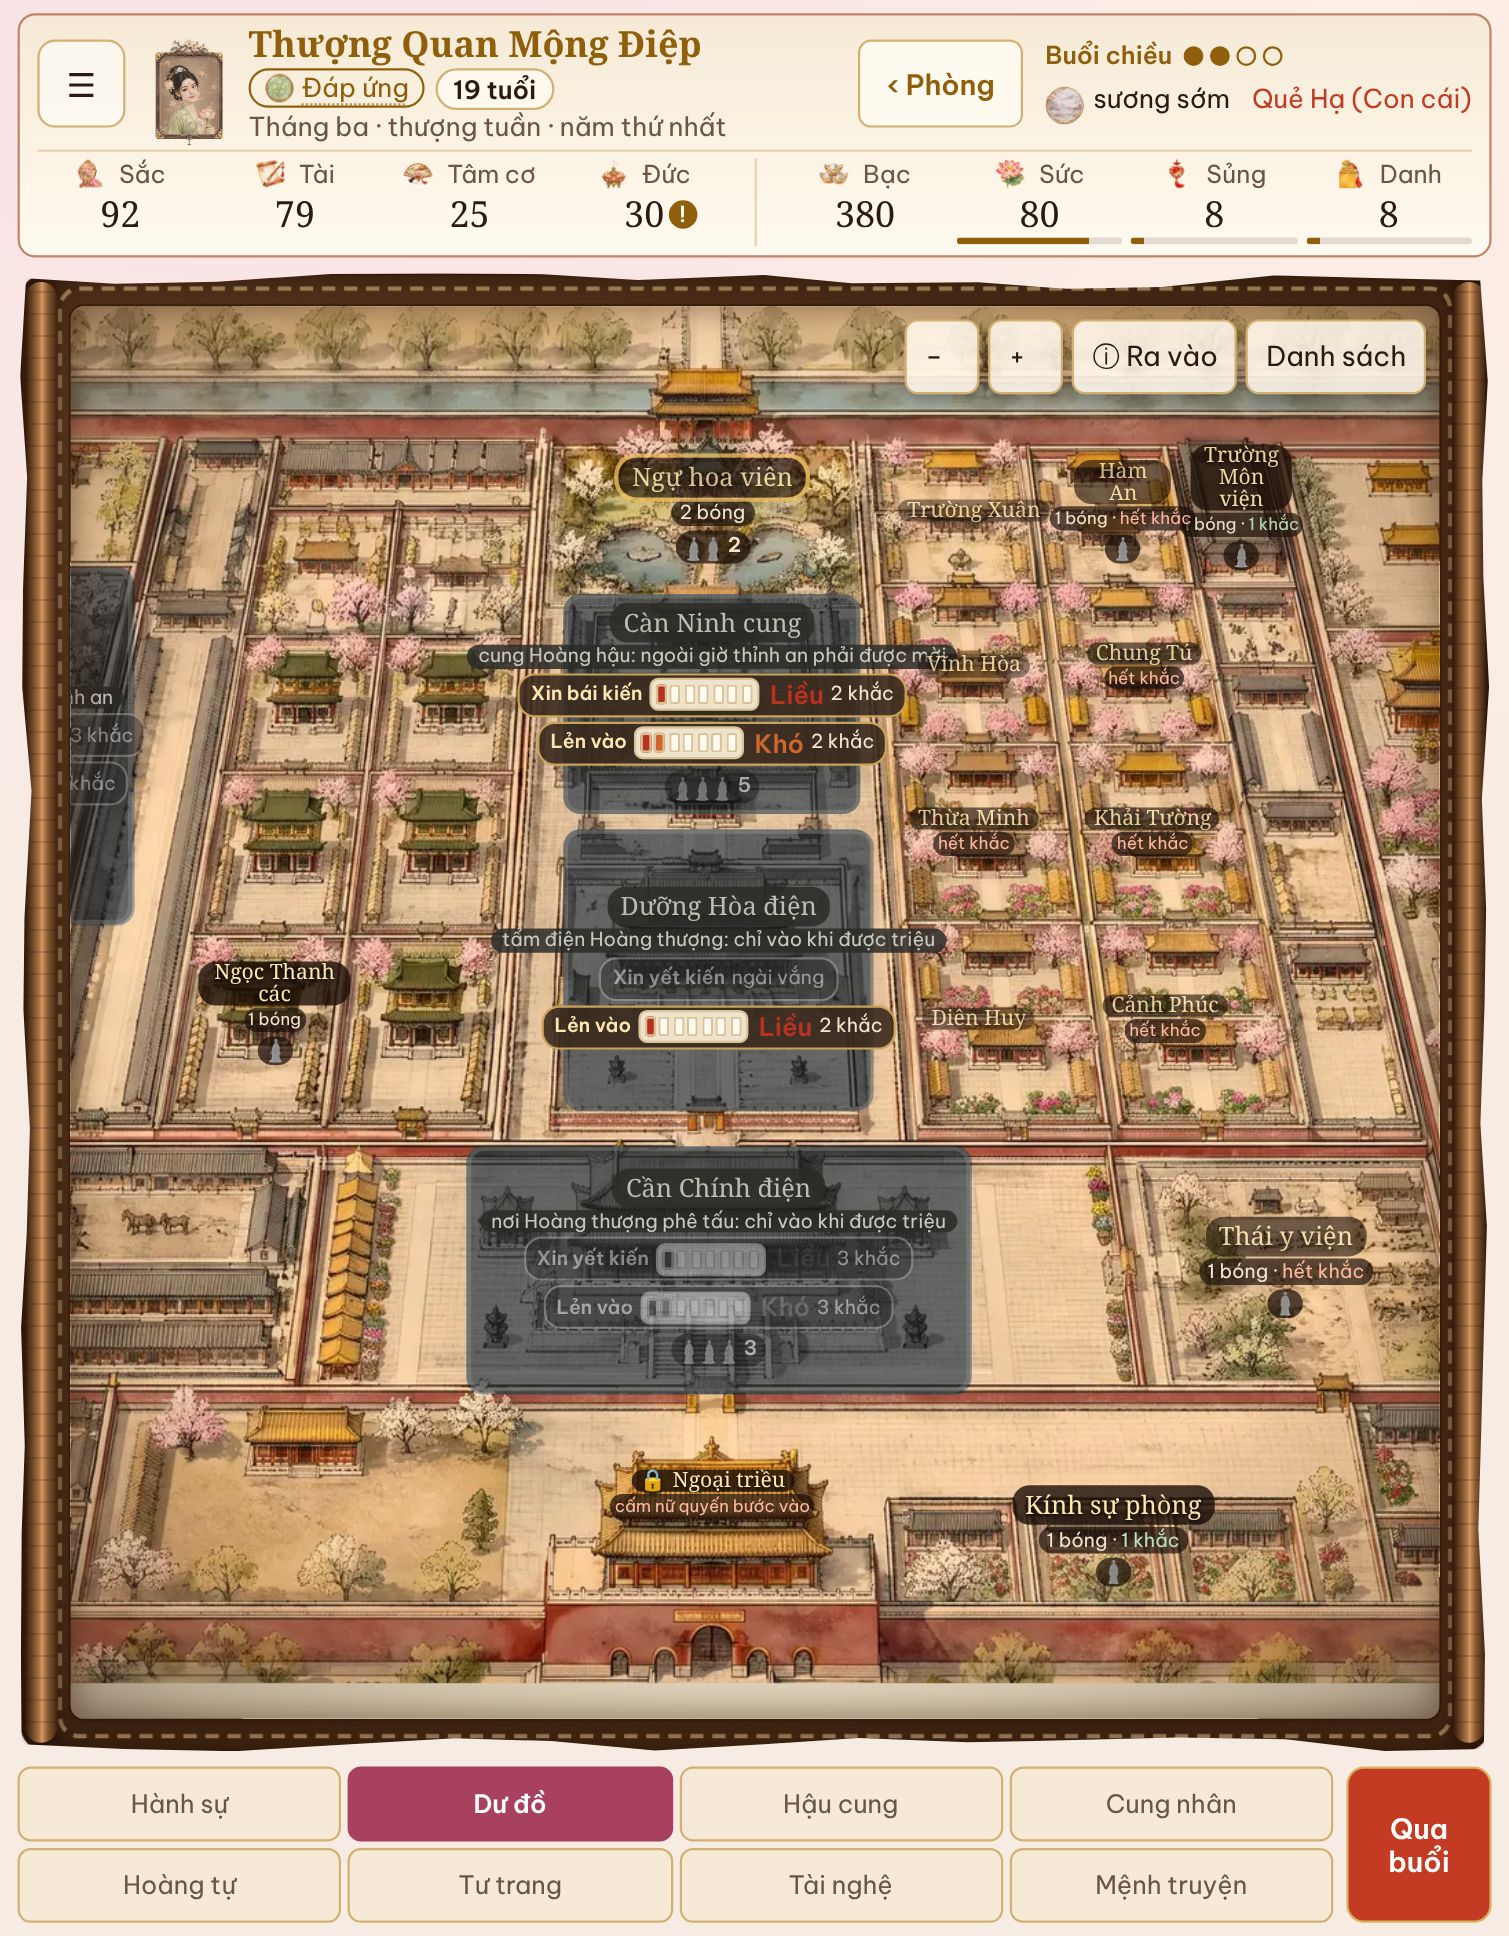 Thượng Quan Mộng Điệp
Đáp ứng
19 tuổi
Tháng ba · thượng tuần · năm thứ nhất
‹ Phòng
Buổi chiều
sương sớm
Quẻ Hạ (Con cái)
Sắc
92
Tài
79
Tâm cơ
25
Đức
30 !
Bạc
380
Sức
80
Sủng
8
Danh
8
−
+
ⓘ Ra vào
Danh sách
Ngự hoa viên
2 bóng
2
Trường Xuân
Hàm
An
1 bóng · hết khắc
Trường
Môn
viện
bóng · 1 khắc
Càn Ninh cung
cung Hoàng hậu: ngoài giờ thỉnh an phải được
Xin bái kiến Liều 2 khắc
Lẻn vào Khó 2 khắc
5
Vĩnh Hòa
Chung Tú
hết khắc
nh an
3 khắc
khắc
Thừa Minh
hết khắc
Khải Tường
hết khắc
Dưỡng Hòa điện
tẩm điện Hoàng thượng: chỉ vào khi được triệu
Xin yết kiến ngài vắng
Lẻn vào Liều 2 khắc
Ngọc Thanh
các
1 bóng
Diên Huy
Cảnh Phúc
hết khắc
Cần Chính điện
nơi Hoàng thượng phê tấu: chỉ vào khi được triệu
Xin yết kiến Liều 3 khắc
Lẻn vào Khó 3 khắc
3
Thái y viện
1 bóng · hết khắc
🔒 Ngoại triều
cấm nữ quyến bước vào
Kính sự phòng
1 bóng · 1 khắc
Hành sự
Dư đồ
Hậu cung
Cung nhân
Qua
buổi
Hoàng tự
Tư trang
Tài nghệ
Mệnh truyện